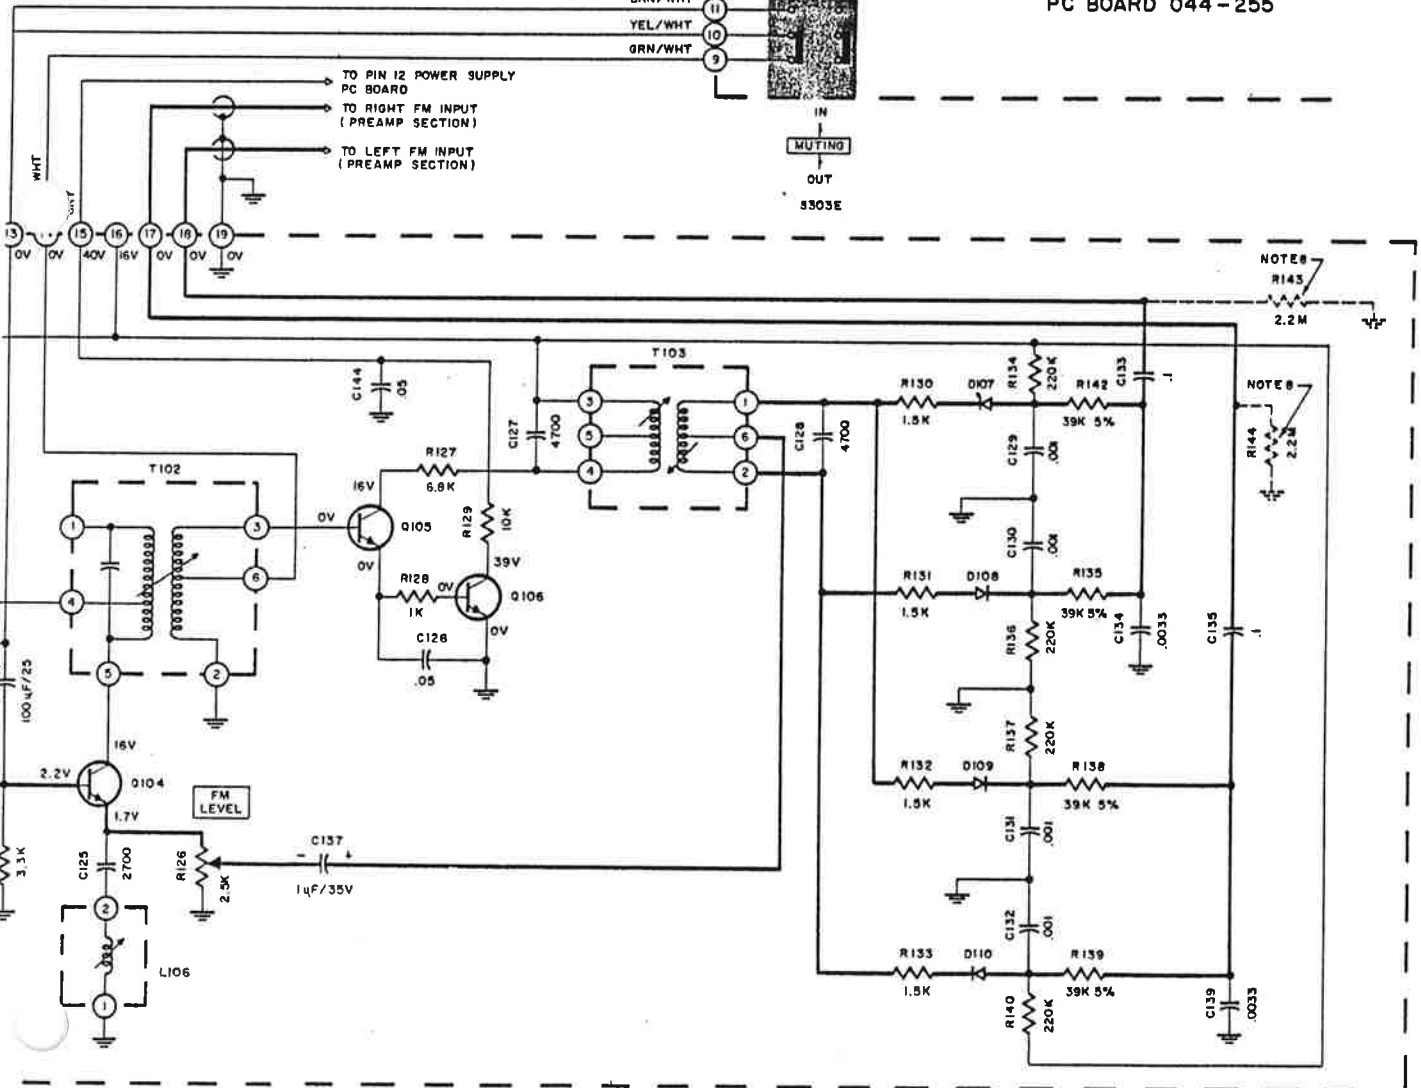 PC BOARD 044-255
11
YEL/WHT
10
GRN/WHT
9
TO PIN 12 POWER SUPPLY
PC BOARD
TO RIGHT FM INPUT
(PREAMP SECTION)
TO LEFT FM INPUT
(PREAMP SECTION)
IN
MUTING
OUT
S303E
WHT
13
15
16
17
18
19
0V
0V
40V
16V
0V
0V
0V
NOTE 8
R143
2.2M
T103
C144
.05
C127
4700
3
5
4
1
6
2
C128
4700
R130
1.5K
D107
R134
220K
R142
39K 5%
C133
.1
NOTE 8
R144
2.2M
C129
.001
R127
6.8K
T102
16V
0V
Q105
0V
R129
10K
39V
R128
1K
0V
Q106
0V
C126
.05
1
3
6
4
5
2
C130
.001
R131
1.5K
D108
R135
39K 5%
C134
.0033
C135
.1
R136
220K
R137
220K
100µF/25
16V
2.2V
Q104
1.7V
FM
LEVEL
R132
1.5K
D109
R138
39K 5%
C131
.001
3.3K
C125
2700
R126
2.5K
C137
- +
1µF/35V
2
L106
1
C132
.001
R133
1.5K
D110
R139
39K 5%
R140
220K
C139
.0033